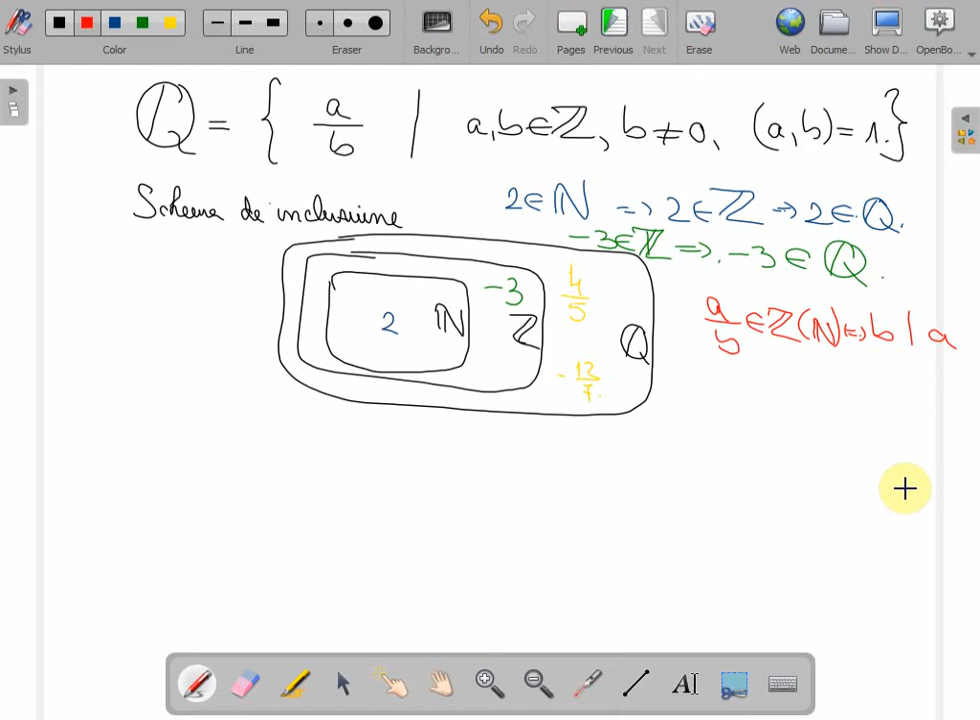 Stylus Color Line Eraser Backgro... Undo Redo Pages Previous Next Erase Web Docume... Show D... OpenBo...
ℚ = { a/b | a,b∈ℤ, b≠0, (a,b)=1.}
Schema de incluziune 2∈ℕ => 2∈ℤ => 2∈ℚ.
-3∈ℤ => -3∈ℚ.
2 ℕ -3 ℤ 4/5 -12/7 ℚ
a/b ∈ℤ(ℕ) => b | a